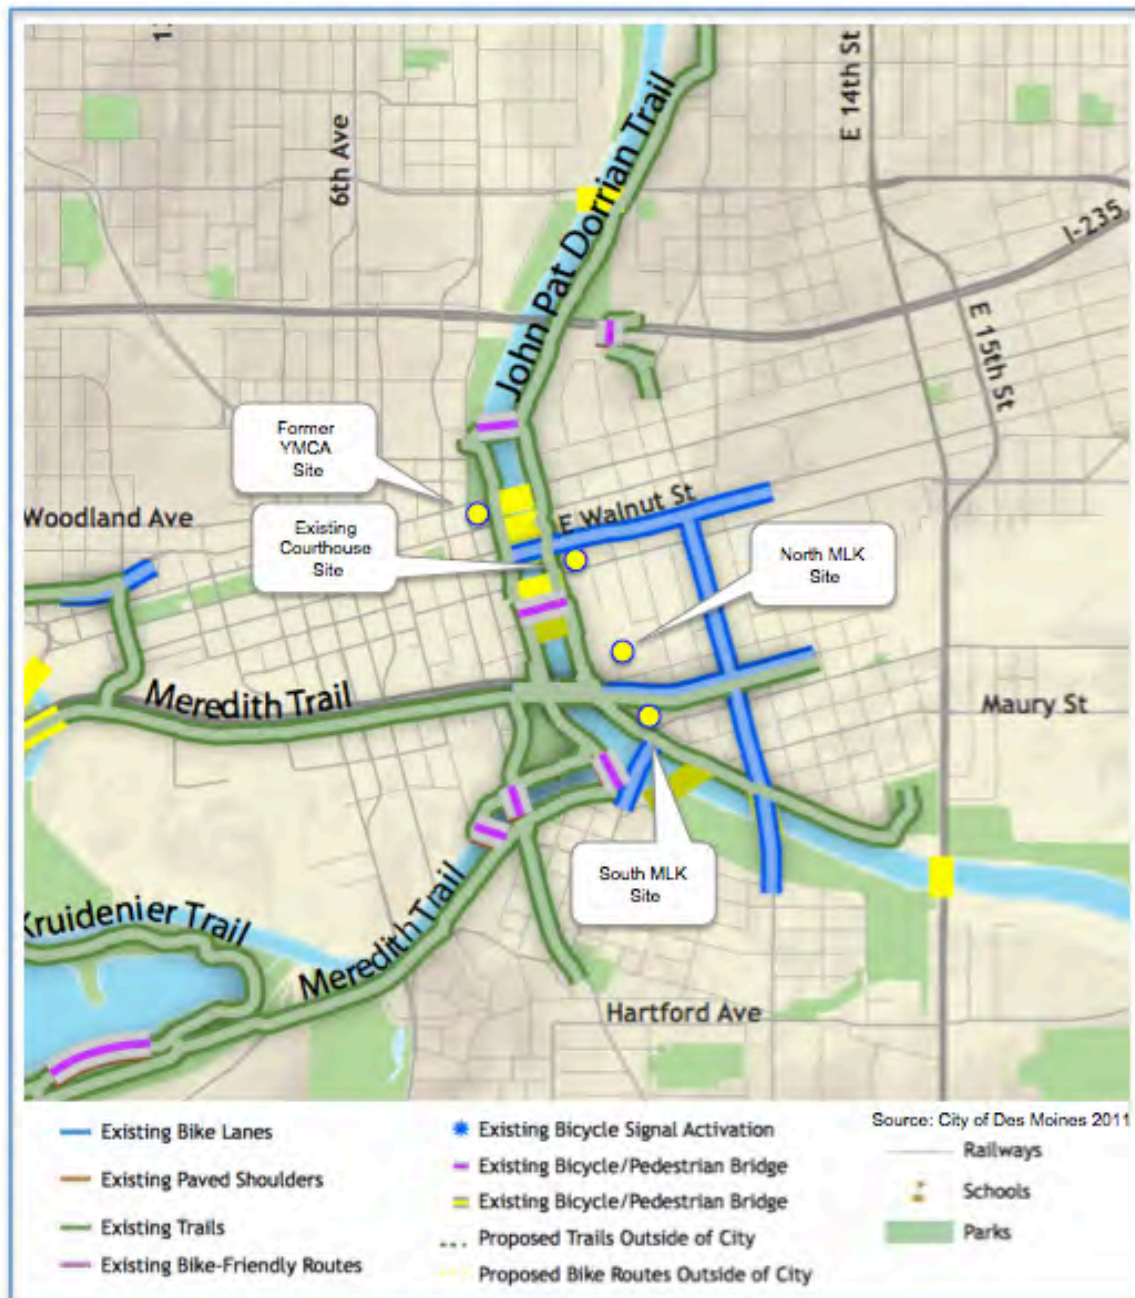 6th Ave
John Pat Dorrian Trail
E 14th St
I-235
E 15th St
Former
YMCA
Site
Woodland Ave
Existing
Courthouse
Site
E Walnut St
North MLK
Site
Meredith Trail
Maury St
South MLK
Site
Kruidenier Trail
Meredith Trail
Hartford Ave
Source: City of Des Moines 2011
Existing Bike Lanes
Existing Paved Shoulders
Existing Trails
Existing Bike-Friendly Routes
Existing Bicycle Signal Activation
Existing Bicycle/Pedestrian Bridge
Existing Bicycle/Pedestrian Bridge
Proposed Trails Outside of City
Proposed Bike Routes Outside of City
Railways
Schools
Parks